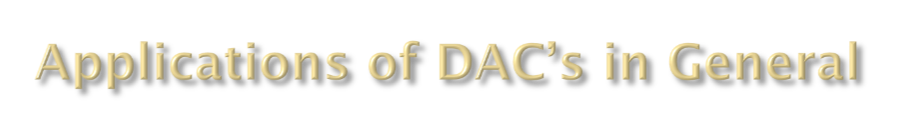 Applications of DAC’s in General